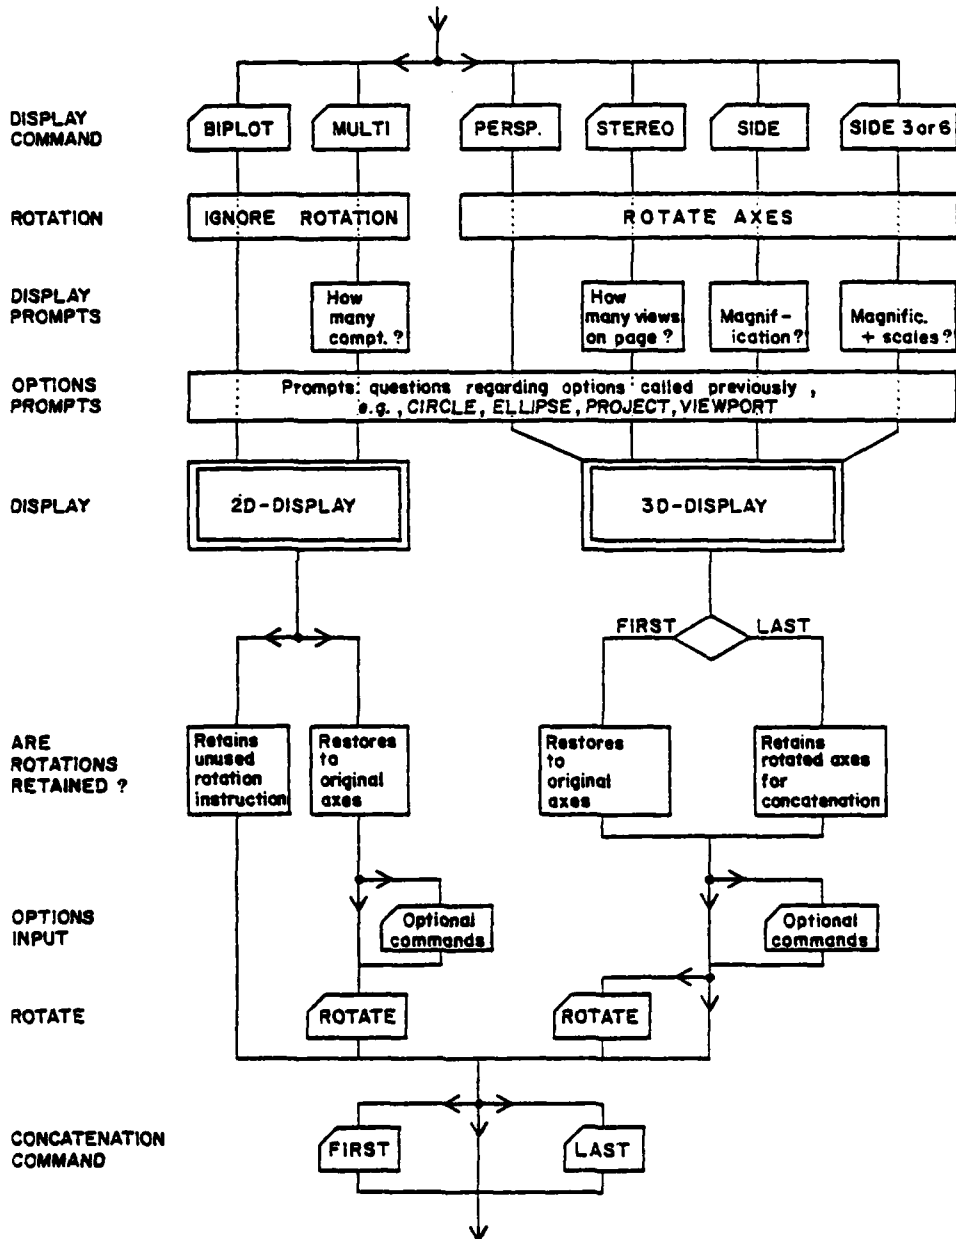 DISPLAY
COMMAND
BIPLOT
MULTI
PERSP.
STEREO
SIDE
SIDE 3 or 6
ROTATION
IGNORE ROTATION
ROTATE AXES
DISPLAY
PROMPTS
How
many
compt. ?
How
many views
on page ?
Magnif-
ication?
Magnific.
+ scales ?
OPTIONS
PROMPTS
Prompts questions regarding options called previously ,
e.g. , CIRCLE, ELLIPSE, PROJECT, VIEWPORT
DISPLAY
2D-DISPLAY
3D-DISPLAY
FIRST
LAST
ARE
ROTATIONS
RETAINED ?
Retains
unused
rotation
instruction
Restores
to
original
axes
Restores
to
original
axes
Retains
rotated axes
for
concatenation
OPTIONS
INPUT
Optional
commands
Optional
commands
ROTATE
ROTATE
ROTATE
CONCATENATION
COMMAND
FIRST
LAST